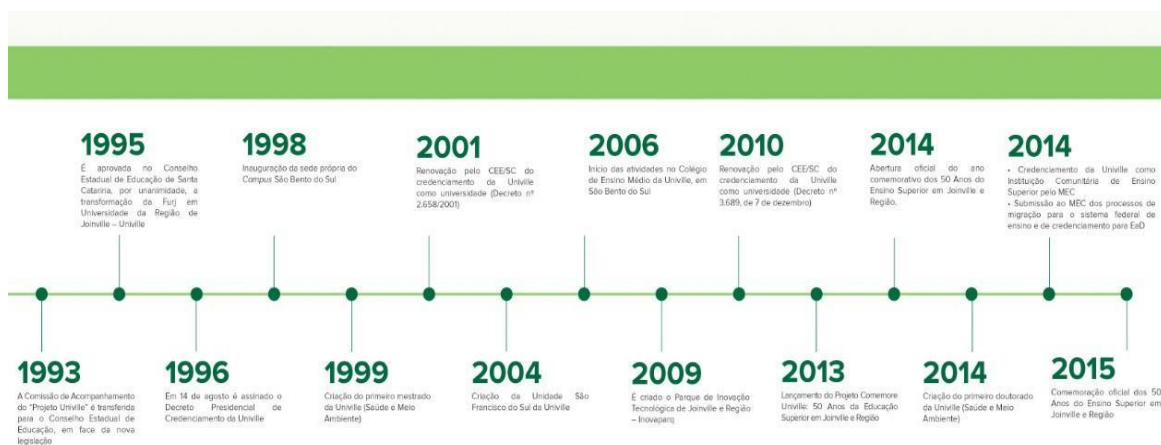 1995
É aprovada no Conselho
Estadual de Educação de Santa
Catarina, por unanimidade, a
transformação da Furj em
Universidade da Região de
Joinville – Univille
1998
Inauguração da sede própria do
Campus São Bento do Sul
2001
Renovação pelo CEE/SC do
credenciamento da Univille
como universidade (Decreto nº
2.658/2001)
2006
Início das atividades no Colégio
de Ensino Médio da Univille, em
São Bento do Sul
2010
Renovação pelo CEE/SC do
credenciamento da Univille
como universidade (Decreto nº
3.689, de 7 de dezembro)
2014
Abertura oficial do ano
comemorativo dos 50 Anos do
Ensino Superior em Joinville e
Região.
2014
• Credenciamento da Univille como
Instituição Comunitária de Ensino
Superior pelo MEC
• Submissão ao MEC dos processos de
migração para o sistema federal de
ensino e de credenciamento para EaD
1993
A Comissão de Acompanhamento
do "Projeto Univille" é transferida
para o Conselho Estadual de
Educação, em face da nova
legislação
1996
Em 14 de agosto é assinado o
Decreto Presidencial de
Credenciamento da Univille
1999
Criação do primeiro mestrado
da Univille (Saúde e Meio
Ambiente)
2004
Criação da Unidade São
Francisco do Sul da Univille
2009
É criado o Parque de Inovação
Tecnológica de Joinville e Região
– Inovaparq
2013
Lançamento do Projeto Comemore
Univille: 50 Anos da Educação
Superior em Joinville e Região
2014
Criação do primeiro doutorado
da Univille (Saúde e Meio
Ambiente)
2015
Comemoração oficial dos 50
Anos do Ensino Superior em
Joinville e Região